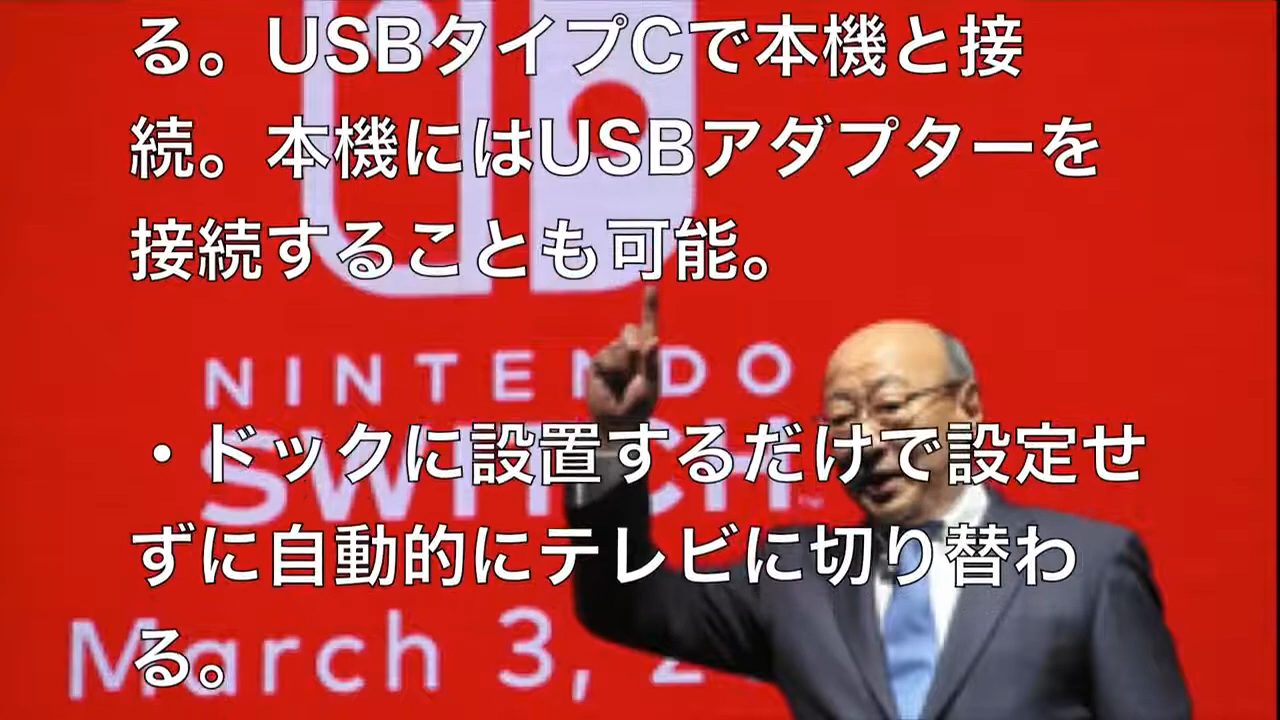 る。USBタイプCで本機と接
続。本機にはUSBアダプターを
接続することも可能。
NINTENDO
・ドックに設置するだけで設定せ
SWITCH
ずに自動的にテレビに切り替わ
る。
March 3, 2